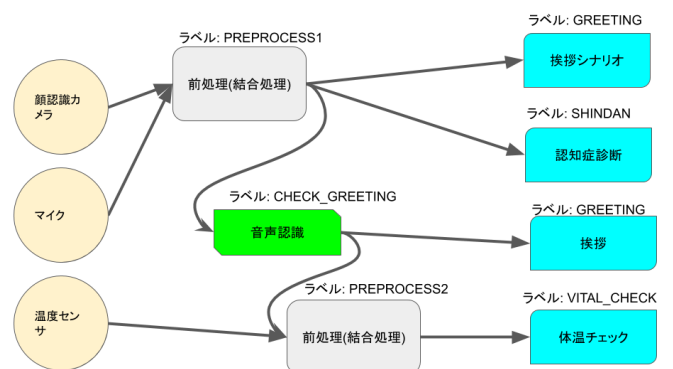 ラベル: GREETING
ラベル: PREPROCESS1
挨拶シナリオ
前処理(結合処理)
顔認識カ
メラ
ラベル: SHINDAN
認知症診断
ラベル: CHECK_GREETING
マイク
ラベル: GREETING
音声認識
挨拶
ラベル: PREPROCESS2
ラベル: VITAL_CHECK
温度セン
サ
前処理(結合処理)
体温チェック